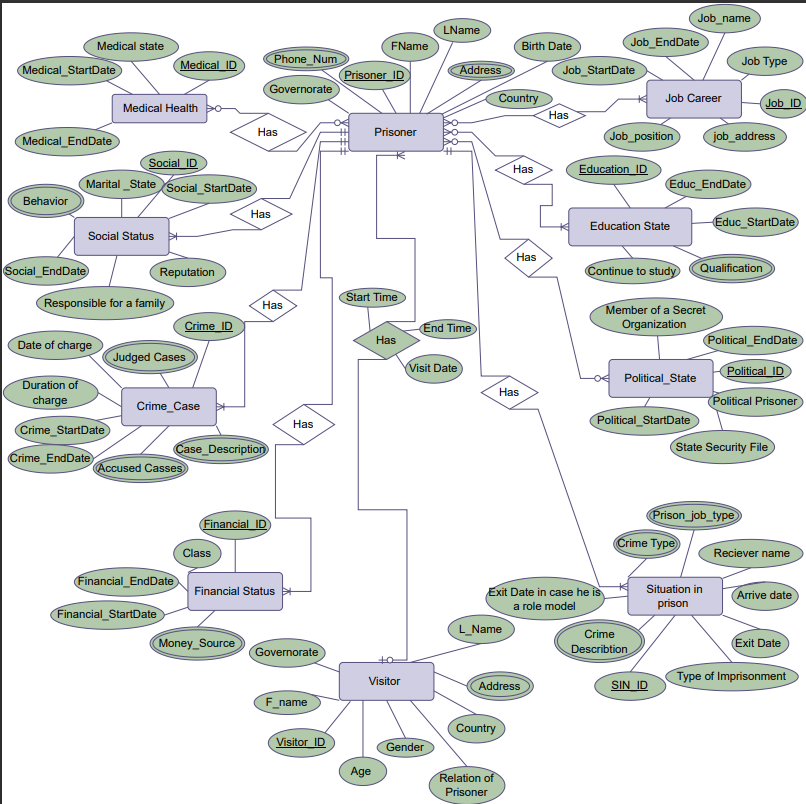 Job_name
LName
Medical state
FName
Birth Date
Job_EndDate
Phone_Num
Job Type
Medical_StartDate
Medical_ID
Prisoner_ID
Address
Job_StartDate
Governorate
Country
Job Career
Job_ID
Medical Health
Has
Prisoner
Has
Job_position
job_address
Medical_EndDate
Social_ID
Has
Education_ID
Marital _State
Social_StartDate
Educ_EndDate
Behavior
Has
Education State
Educ_StartDate
Social Status
Has
Social_EndDate
Reputation
Continue to study
Qualification
Responsible for a family
Start Time
Has
Member of a Secret
Organization
Crime_ID
End Time
Date of charge
Has
Political_EndDate
Judged Cases
Visit Date
Political_ID
Political_State
Duration of
charge
Has
Crime_Case
Political Prisoner
Has
Political_StartDate
Crime_StartDate
Case_Description
State Security File
Crime_EndDate
Accused Casses
Financial_ID
Prison_job_type
Crime Type
Class
Reciever name
Financial_EndDate
Financial Status
Exit Date in case he is
a role model
Situation in
prison
Arrive date
Financial_StartDate
L_Name
Money_Source
Governorate
Crime
Describtion
Exit Date
Visitor
Address
SIN_ID
Type of Imprisonment
F_name
Country
Visitor_ID
Gender
Age
Relation of
Prisoner